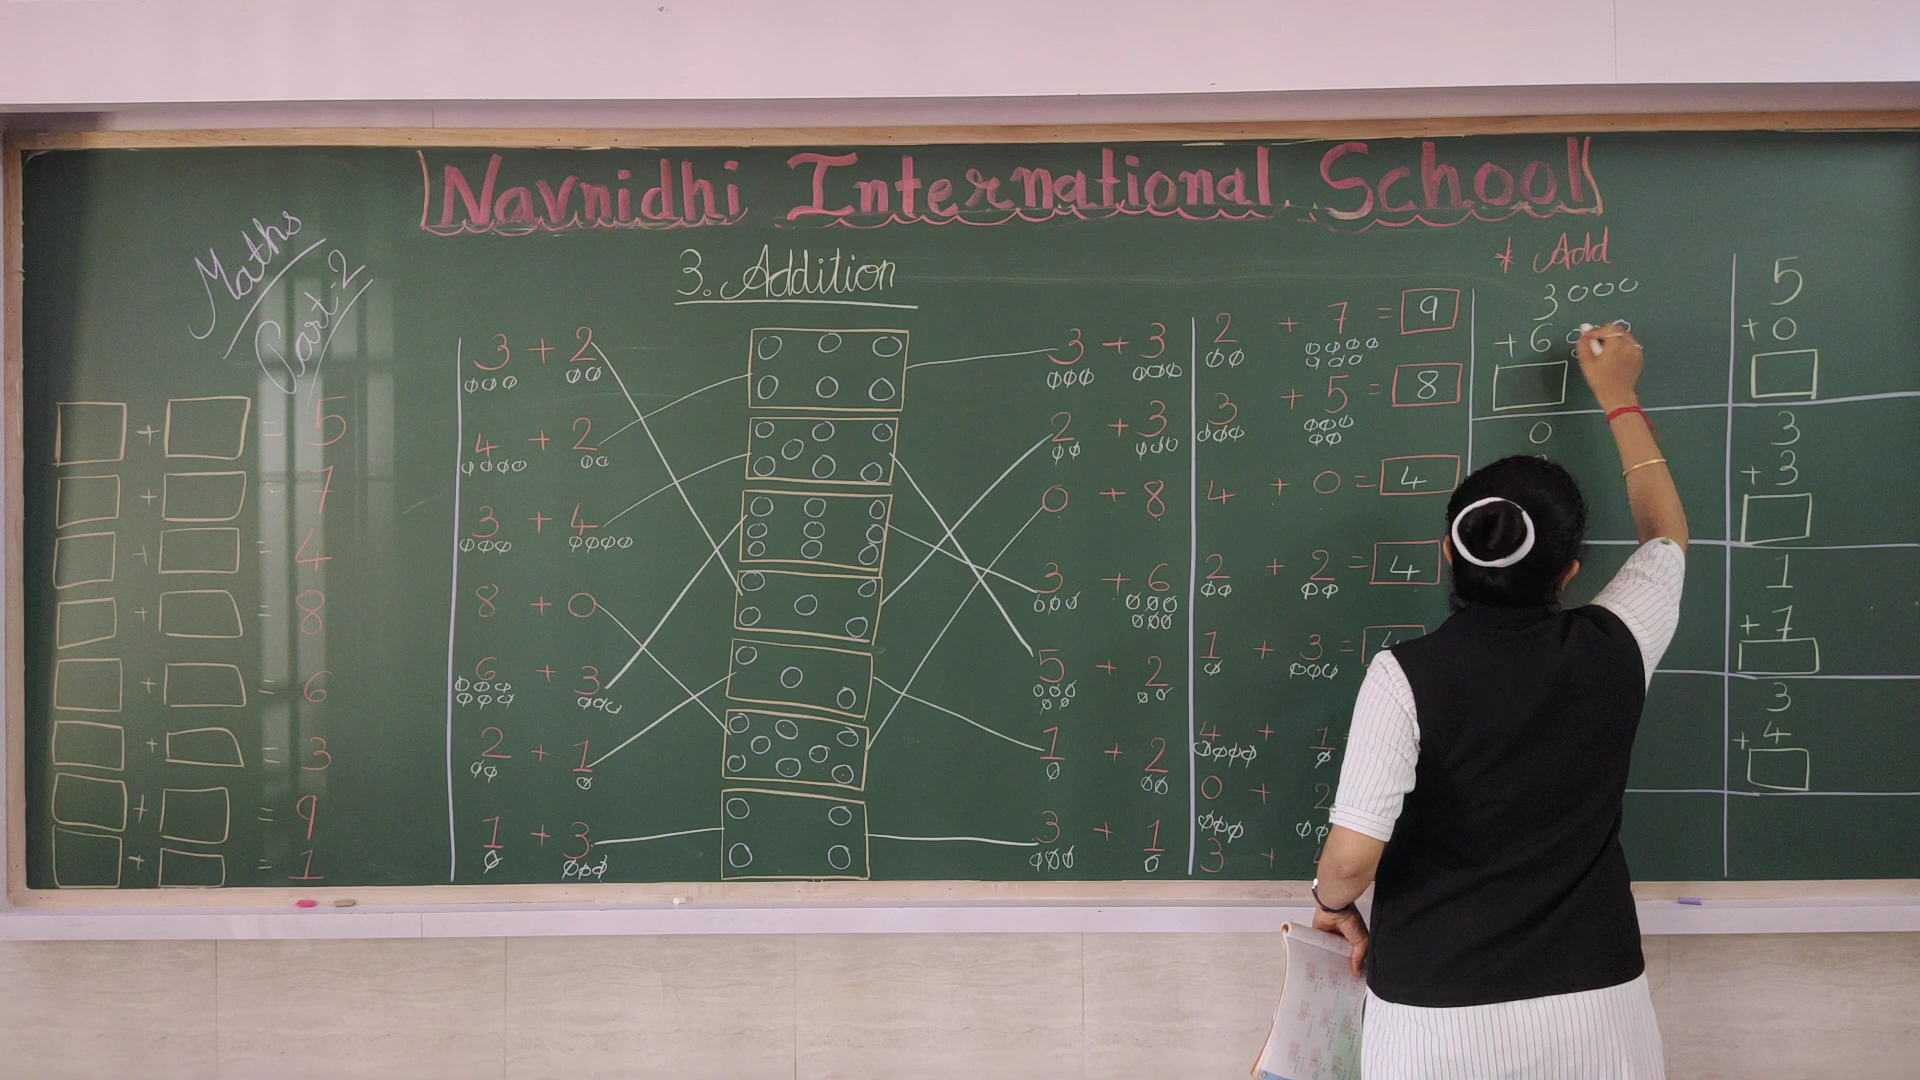 Navnidhi International School
Maths
Part-2
3. Addition
* Add
+ = 5
+ - 7
+ = 4
+ = 8
+ = 6
+ = 3
+ = 9
+ = 1
3 + 2
4 + 2
3 + 4
8 + 0
6 + 3
2 + 1
1 + 3
3 + 3
2 + 3
0 + 8
3 + 6
5 + 2
1 + 2
3 + 1
2 + 7 = 9
3 + 5 = 8
4 + 0 = 4
2 + 2 = 4
1 + 3 =
4 + 1
0 + 2
3 +
3
+ 6
0
5
+ 0
3
+ 3
1
+ 7
3
+ 4